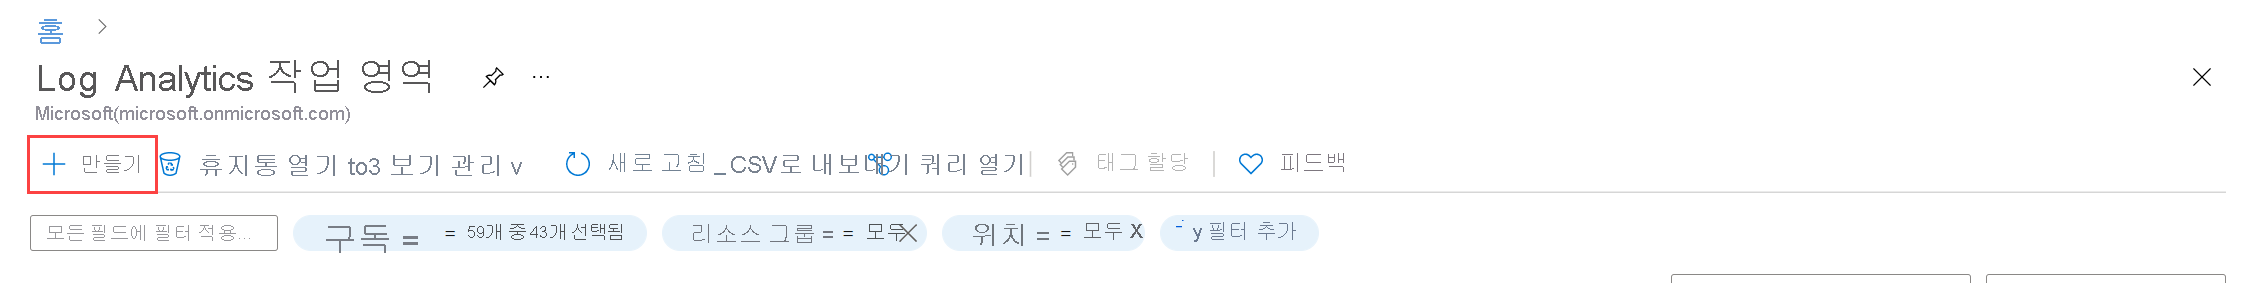 홈 >
Log Analytics 작업 영역 ...
Microsoft(microsoft.onmicrosoft.com)
+ 만들기 휴지통 열기 to3 보기 관리 v 새로 고침 _CSV로 내보내기 쿼리 열기 태그 할당 피드백
모든 필드에 필터 적용... 구독 = = 59개 중 43개 선택됨 리소스 그룹 = = 모두 위치 = = 모두 X y 필터 추가